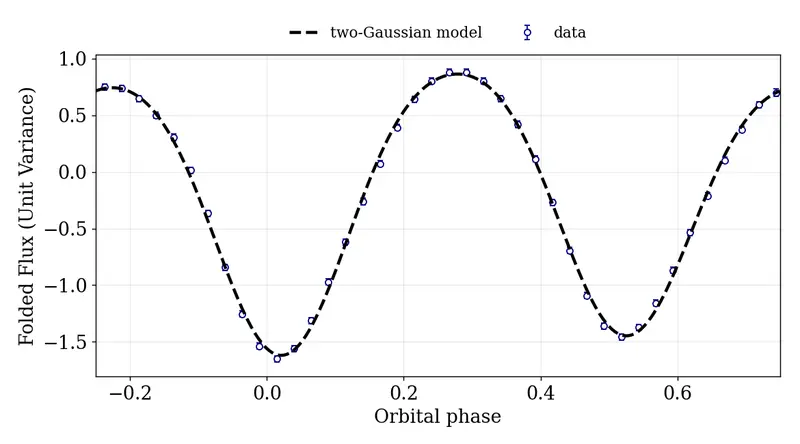 two-Gaussian model data
1.0
0.5
0.0
−0.5
−1.0
−1.5
Folded Flux (Unit Variance)
−0.2 0.0 0.2 0.4 0.6
Orbital phase